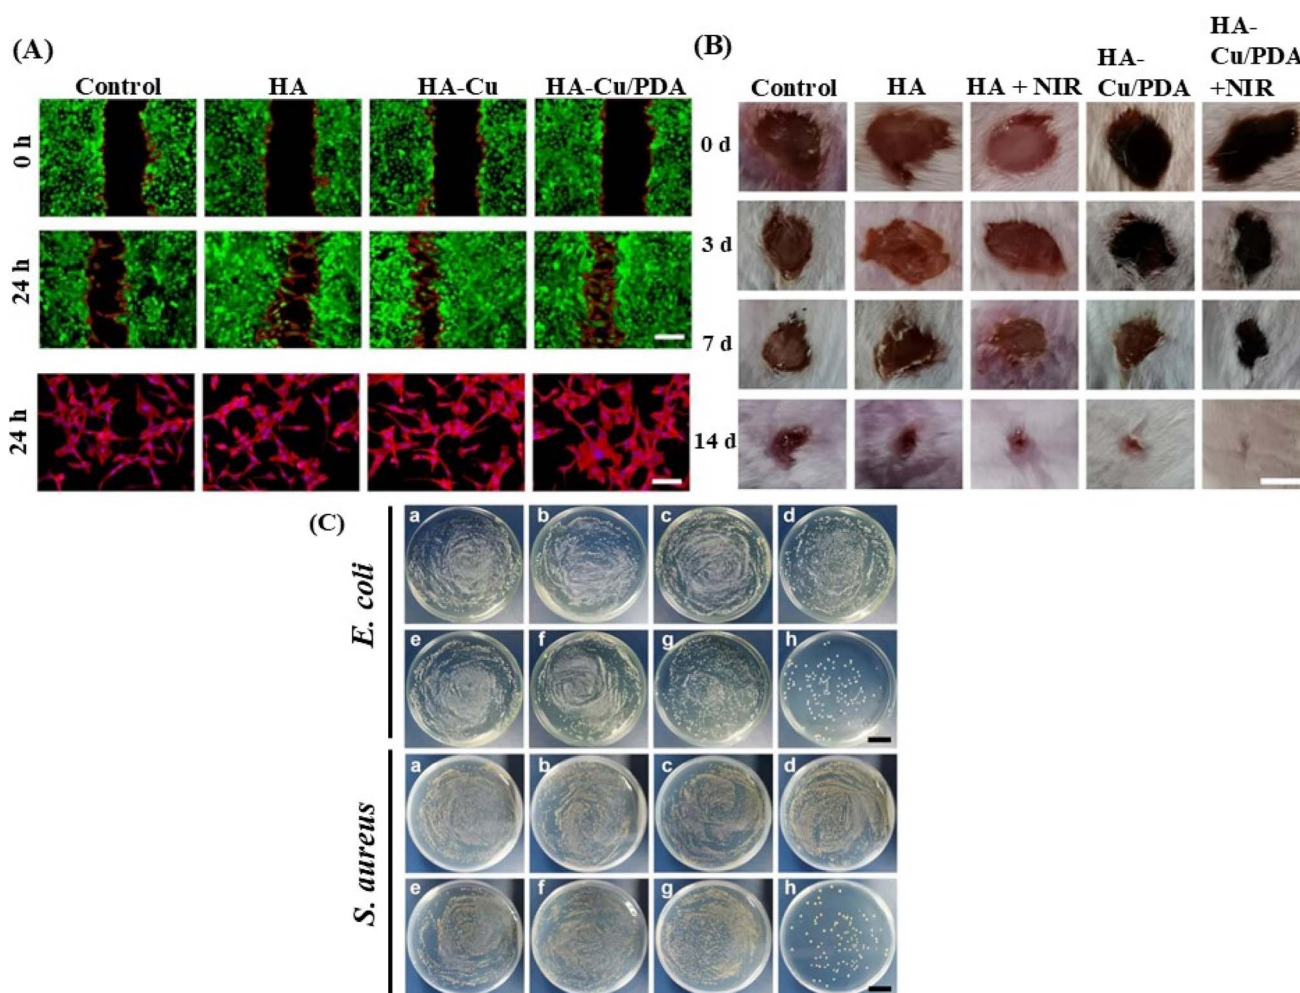 (A)
Control HA HA-Cu HA-Cu/PDA
0 h
24 h
24 h
(B)
Control HA HA + NIR HA-Cu/PDA HA-Cu/PDA +NIR
0 d
3 d
7 d
14 d
(C)
E. coli
a b c d
e f g h
S. aureus
a b c d
e f g h